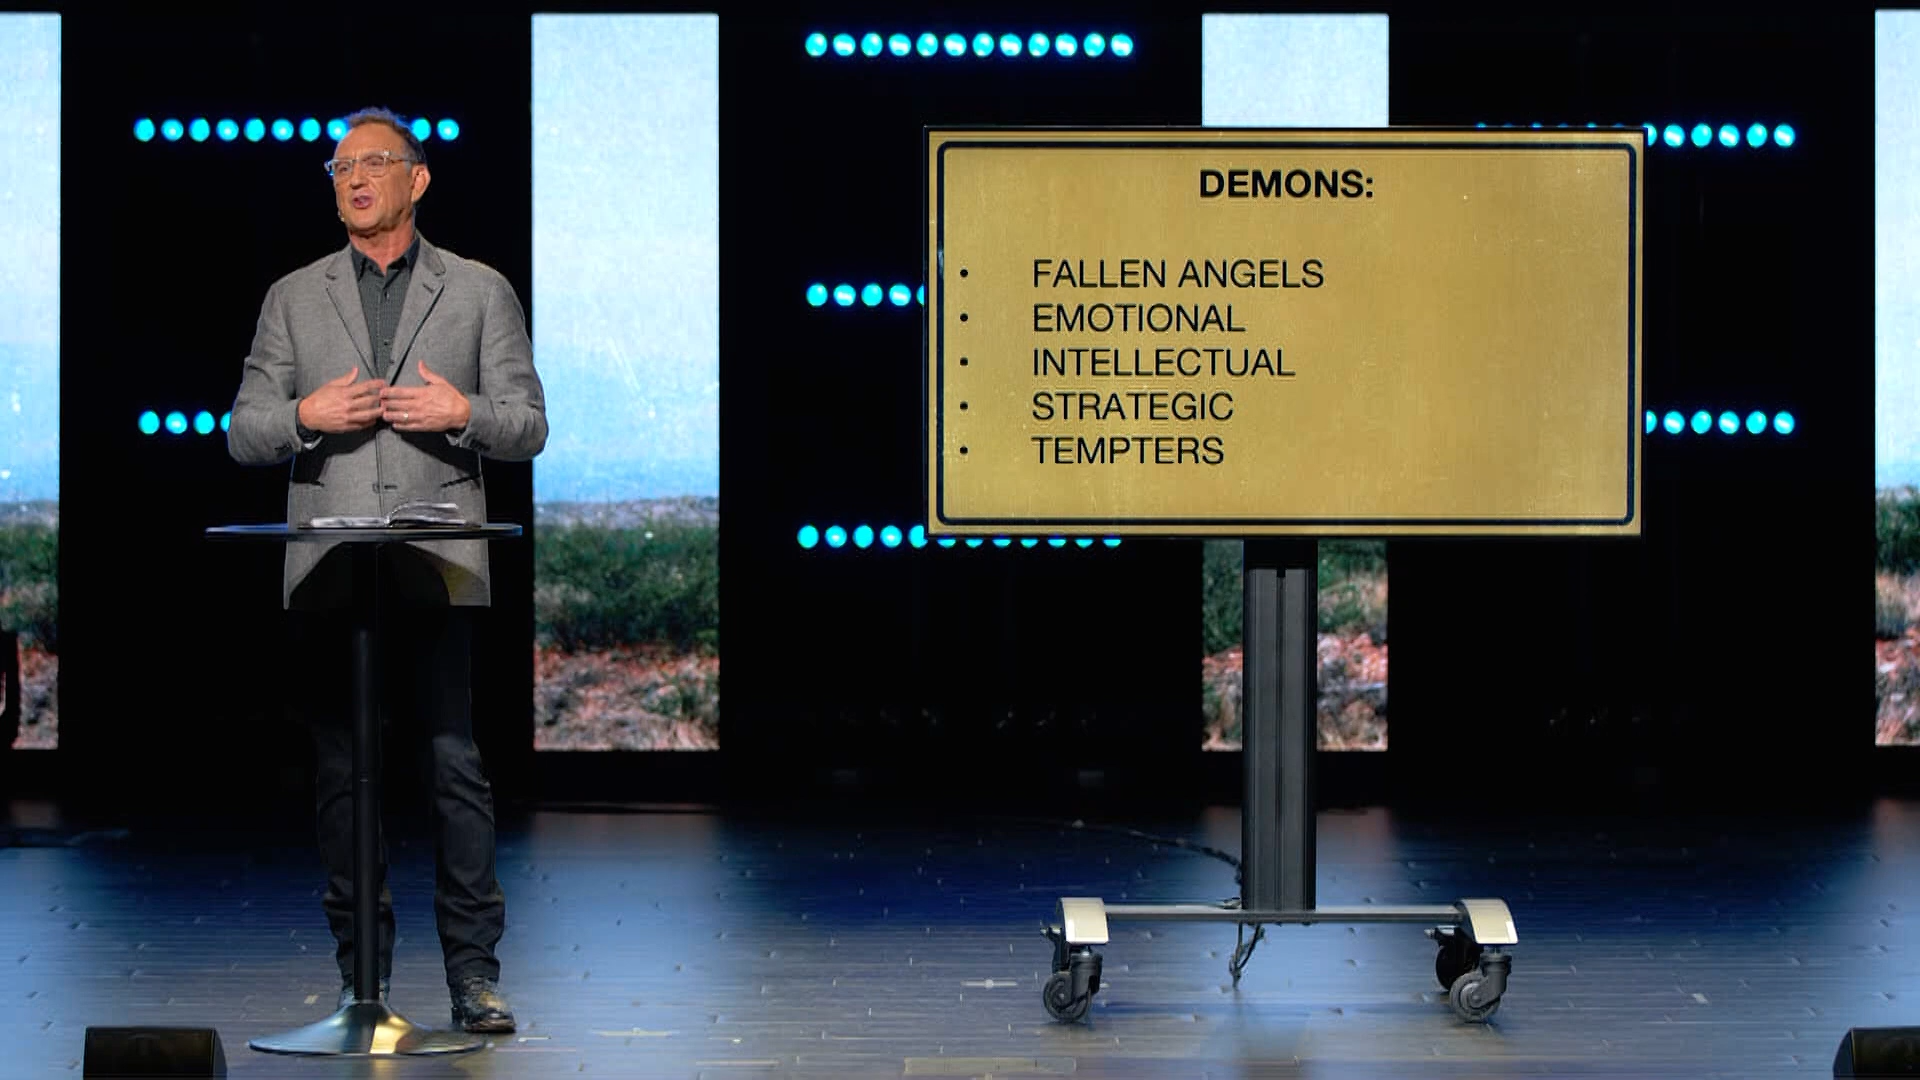 DEMONS:
• FALLEN ANGELS
• EMOTIONAL
• INTELLECTUAL
• STRATEGIC
• TEMPTERS